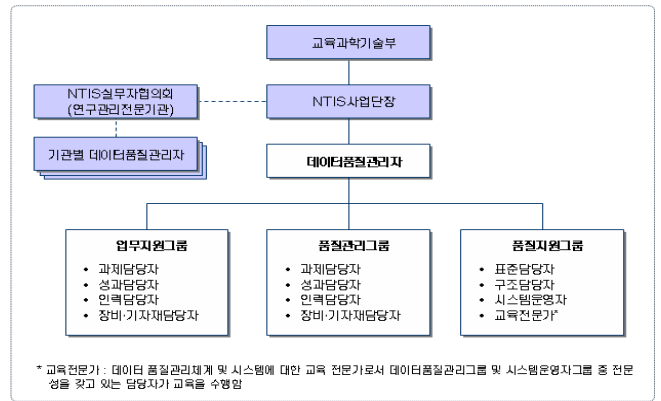 교육과학기술부
NTIS실무자협의회
(연구관리전문기관)
NTIS사업단장
기관별 데이터품질관리자
데이터품질관리자
업무지원그룹
• 과제담당자
• 성과담당자
• 인력담당자
• 장비·기자재담당자
품질관리그룹
• 과제담당자
• 성과담당자
• 인력담당자
• 장비·기자재담당자
품질지원그룹
• 표준담당자
• 구조담당자
• 시스템운영자
• 교육전문가*
* 교육전문가 : 데이터 품질관리체계 및 시스템에 대한 교육 전문가로서 데이터품질관리그룹 및 시스템운영자그룹 중 전문
성을 갖고 있는 담당자가 교육을 수행함